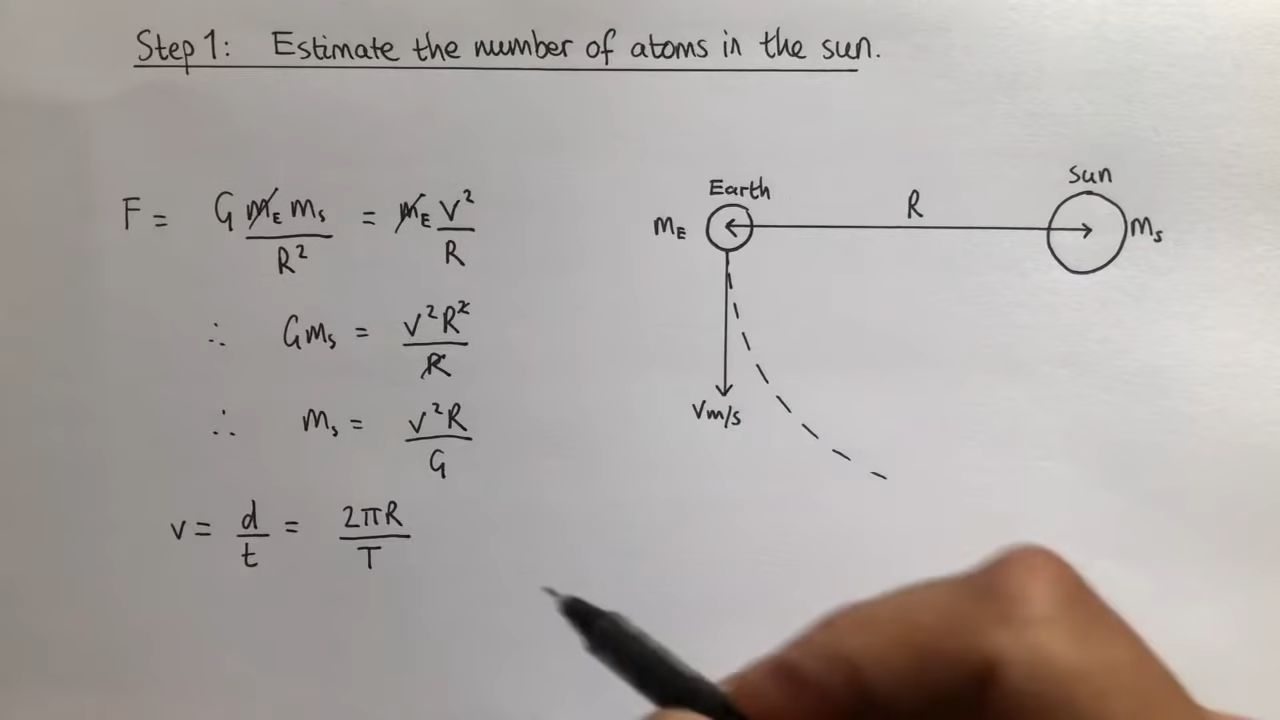 Step 1: Estimate the number of atoms in the sun.
F = G mE ms / R² = mE v² / R
∴ Gms = v²R² / R
∴ ms = v²R / G
v = d / t = 2πR / T
Earth
Sun
R
mE
ms
Vm/s